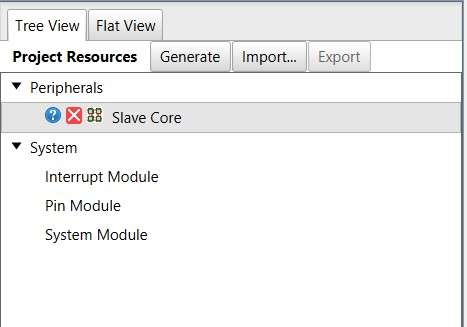 Tree View Flat View
Project Resources Generate Import... Export
Peripherals
? Slave Core
System
Interrupt Module
Pin Module
System Module